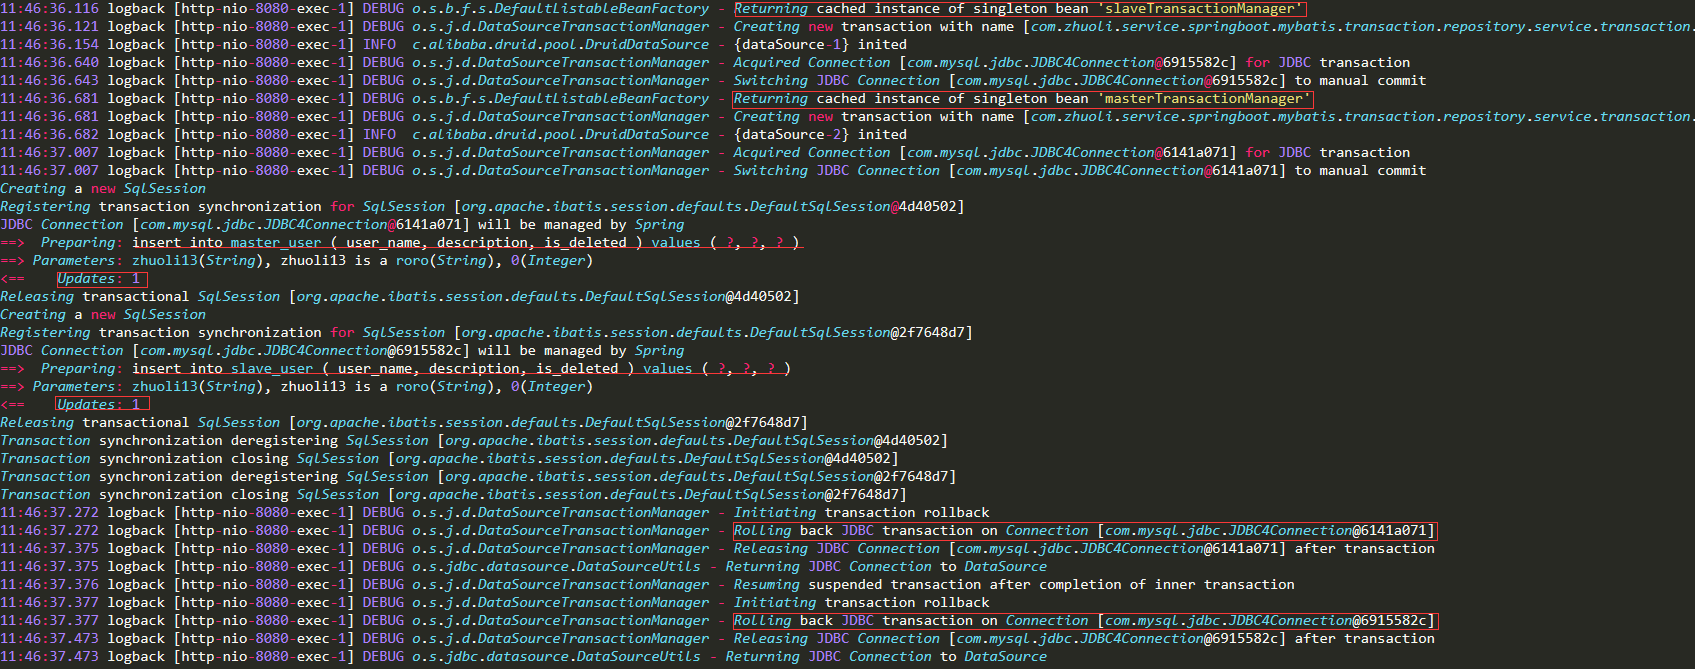 11:46:36.116 logback [http-nio-8080-exec-1] DEBUG o.s.b.f.s.DefaultListableBeanFactory - Returning cached instance of singleton bean 'slaveTransactionManager'
11:46:36.121 logback [http-nio-8080-exec-1] DEBUG o.s.j.d.DataSourceTransactionManager - Creating new transaction with name [com.zhuoli.service.springboot.mybatis.transaction.repository.service.transaction.
11:46:36.154 logback [http-nio-8080-exec-1] INFO  c.alibaba.druid.pool.DruidDataSource - {dataSource-1} inited
11:46:36.640 logback [http-nio-8080-exec-1] DEBUG o.s.j.d.DataSourceTransactionManager - Acquired Connection [com.mysql.jdbc.JDBC4Connection@6915582c] for JDBC transaction
11:46:36.643 logback [http-nio-8080-exec-1] DEBUG o.s.j.d.DataSourceTransactionManager - Switching JDBC Connection [com.mysql.jdbc.JDBC4Connection@6915582c] to manual commit
11:46:36.681 logback [http-nio-8080-exec-1] DEBUG o.s.b.f.s.DefaultListableBeanFactory - Returning cached instance of singleton bean 'masterTransactionManager'
11:46:36.681 logback [http-nio-8080-exec-1] DEBUG o.s.j.d.DataSourceTransactionManager - Creating new transaction with name [com.zhuoli.service.springboot.mybatis.transaction.repository.service.transaction.
11:46:36.682 logback [http-nio-8080-exec-1] INFO  c.alibaba.druid.pool.DruidDataSource - {dataSource-2} inited
11:46:37.007 logback [http-nio-8080-exec-1] DEBUG o.s.j.d.DataSourceTransactionManager - Acquired Connection [com.mysql.jdbc.JDBC4Connection@6141a071] for JDBC transaction
11:46:37.007 logback [http-nio-8080-exec-1] DEBUG o.s.j.d.DataSourceTransactionManager - Switching JDBC Connection [com.mysql.jdbc.JDBC4Connection@6141a071] to manual commit
Creating a new SqlSession
Registering transaction synchronization for SqlSession [org.apache.ibatis.session.defaults.DefaultSqlSession@4d40502]
JDBC Connection [com.mysql.jdbc.JDBC4Connection@6141a071] will be managed by Spring
==>  Preparing: insert into master_user ( user_name, description, is_deleted ) values ( ?, ?, ? )
==> Parameters: zhuoli13(String), zhuoli13 is a roro(String), 0(Integer)
<==    Updates: 1
Releasing transactional SqlSession [org.apache.ibatis.session.defaults.DefaultSqlSession@4d40502]
Creating a new SqlSession
Registering transaction synchronization for SqlSession [org.apache.ibatis.session.defaults.DefaultSqlSession@2f7648d7]
JDBC Connection [com.mysql.jdbc.JDBC4Connection@6915582c] will be managed by Spring
==>  Preparing: insert into slave_user ( user_name, description, is_deleted ) values ( ?, ?, ? )
==> Parameters: zhuoli13(String), zhuoli13 is a roro(String), 0(Integer)
<==    Updates: 1
Releasing transactional SqlSession [org.apache.ibatis.session.defaults.DefaultSqlSession@2f7648d7]
Transaction synchronization deregistering SqlSession [org.apache.ibatis.session.defaults.DefaultSqlSession@4d40502]
Transaction synchronization closing SqlSession [org.apache.ibatis.session.defaults.DefaultSqlSession@4d40502]
Transaction synchronization deregistering SqlSession [org.apache.ibatis.session.defaults.DefaultSqlSession@2f7648d7]
Transaction synchronization closing SqlSession [org.apache.ibatis.session.defaults.DefaultSqlSession@2f7648d7]
11:46:37.272 logback [http-nio-8080-exec-1] DEBUG o.s.j.d.DataSourceTransactionManager - Initiating transaction rollback
11:46:37.272 logback [http-nio-8080-exec-1] DEBUG o.s.j.d.DataSourceTransactionManager - Rolling back JDBC transaction on Connection [com.mysql.jdbc.JDBC4Connection@6141a071]
11:46:37.375 logback [http-nio-8080-exec-1] DEBUG o.s.j.d.DataSourceTransactionManager - Releasing JDBC Connection [com.mysql.jdbc.JDBC4Connection@6141a071] after transaction
11:46:37.375 logback [http-nio-8080-exec-1] DEBUG o.s.jdbc.datasource.DataSourceUtils - Returning JDBC Connection to DataSource
11:46:37.376 logback [http-nio-8080-exec-1] DEBUG o.s.j.d.DataSourceTransactionManager - Resuming suspended transaction after completion of inner transaction
11:46:37.377 logback [http-nio-8080-exec-1] DEBUG o.s.j.d.DataSourceTransactionManager - Initiating transaction rollback
11:46:37.377 logback [http-nio-8080-exec-1] DEBUG o.s.j.d.DataSourceTransactionManager - Rolling back JDBC transaction on Connection [com.mysql.jdbc.JDBC4Connection@6915582c]
11:46:37.473 logback [http-nio-8080-exec-1] DEBUG o.s.j.d.DataSourceTransactionManager - Releasing JDBC Connection [com.mysql.jdbc.JDBC4Connection@6915582c] after transaction
11:46:37.473 logback [http-nio-8080-exec-1] DEBUG o.s.jdbc.datasource.DataSourceUtils - Returning JDBC Connection to DataSource